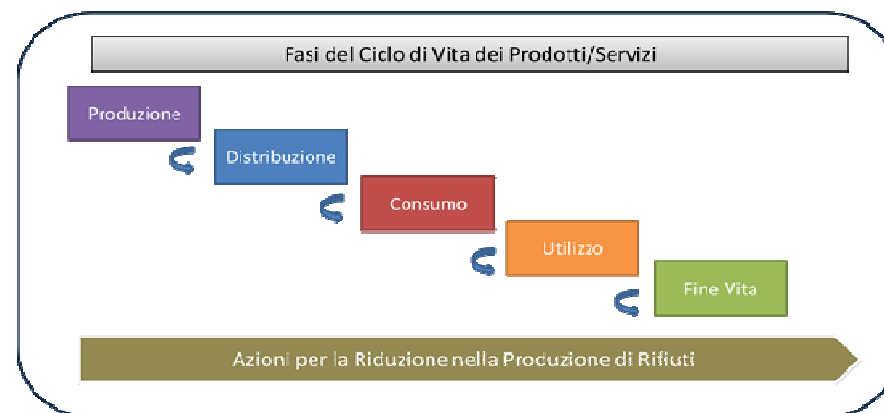 Fasi del Ciclo di Vita dei Prodotti/Servizi
Produzione
Distribuzione
Consumo
Utilizzo
Fine Vita
Azioni per la Riduzione nella Produzione di Rifiuti